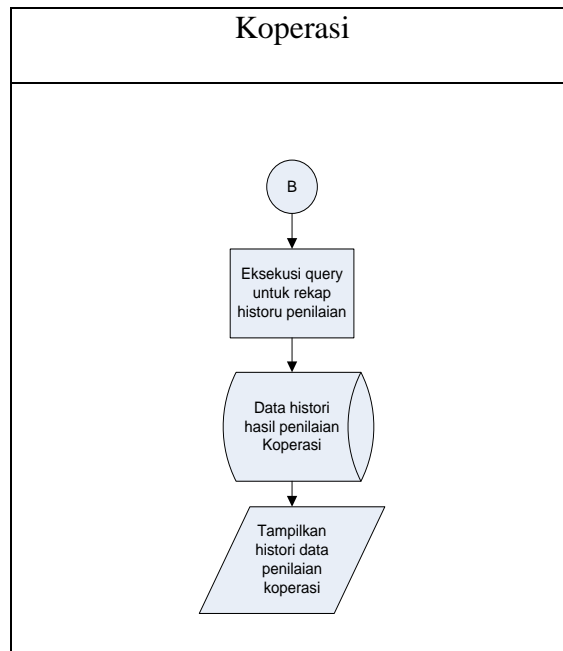 Koperasi
B
Eksekusi query
untuk rekap
historu penilaian
Data histori
hasil penilaian
Koperasi
Tampilkan
histori data
penilaian
koperasi